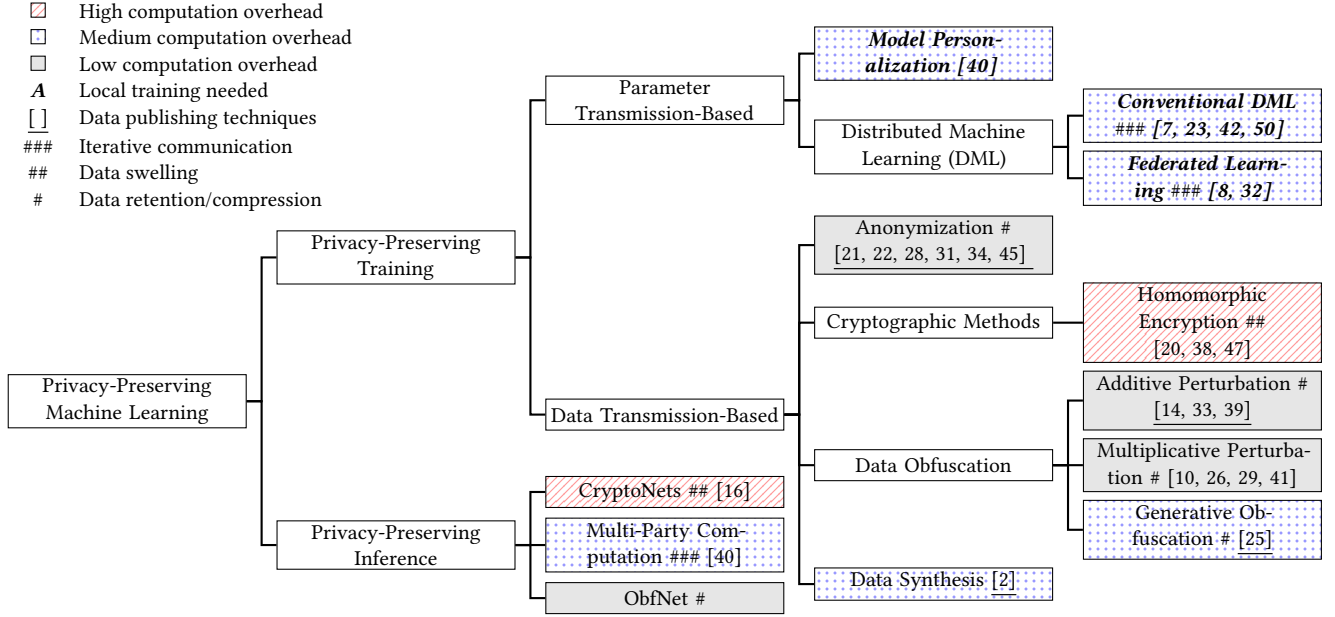 High computation overhead
Medium computation overhead
Low computation overhead
A Local training needed
[ ] Data publishing techniques
### Iterative communication
## Data swelling
# Data retention/compression
Privacy-Preserving
Machine Learning
Privacy-Preserving
Training
Privacy-Preserving
Inference
Parameter
Transmission-Based
Data Transmission-Based
CryptoNets ## [16]
Multi-Party Com-
putation ### [40]
ObfNet #
Model Person-
alization [40]
Distributed Machine
Learning (DML)
Anonymization #
[21, 22, 28, 31, 34, 45]
Cryptographic Methods
Data Obfuscation
Data Synthesis [2]
Conventional DML
### [7, 23, 42, 50]
Federated Learn-
ing ### [8, 32]
Homomorphic
Encryption ##
[20, 38, 47]
Additive Perturbation #
[14, 33, 39]
Multiplicative Perturba-
tion # [10, 26, 29, 41]
Generative Ob-
fuscation # [25]